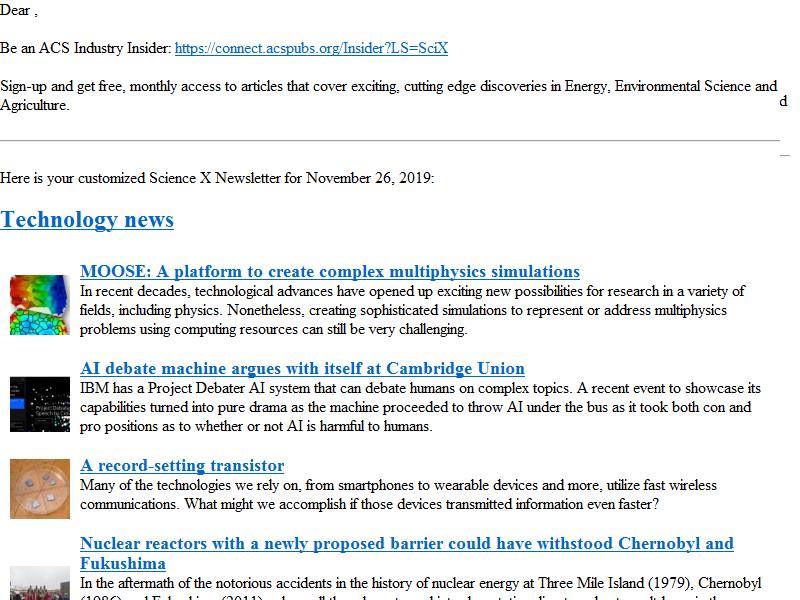 Dear ,
Be an ACS Industry Insider: https://connect.acspubs.org/Insider?LS=SciX
Sign-up and get free, monthly access to articles that cover exciting, cutting edge discoveries in Energy, Environmental Science and
Agriculture.
d
Here is your customized Science X Newsletter for November 26, 2019:
Technology news
MOOSE: A platform to create complex multiphysics simulations
In recent decades, technological advances have opened up exciting new possibilities for research in a variety of
fields, including physics. Nonetheless, creating sophisticated simulations to represent or address multiphysics
problems using computing resources can still be very challenging.
AI debate machine argues with itself at Cambridge Union
IBM has a Project Debater AI system that can debate humans on complex topics. A recent event to showcase its
capabilities turned into pure drama as the machine proceeded to throw AI under the bus as it took both con and
pro positions as to whether or not AI is harmful to humans.
A record-setting transistor
Many of the technologies we rely on, from smartphones to wearable devices and more, utilize fast wireless
communications. What might we accomplish if those devices transmitted information even faster?
Nuclear reactors with a newly proposed barrier could have withstood Chernobyl and
Fukushima
In the aftermath of the notorious accidents in the history of nuclear energy at Three Mile Island (1979), Chernobyl